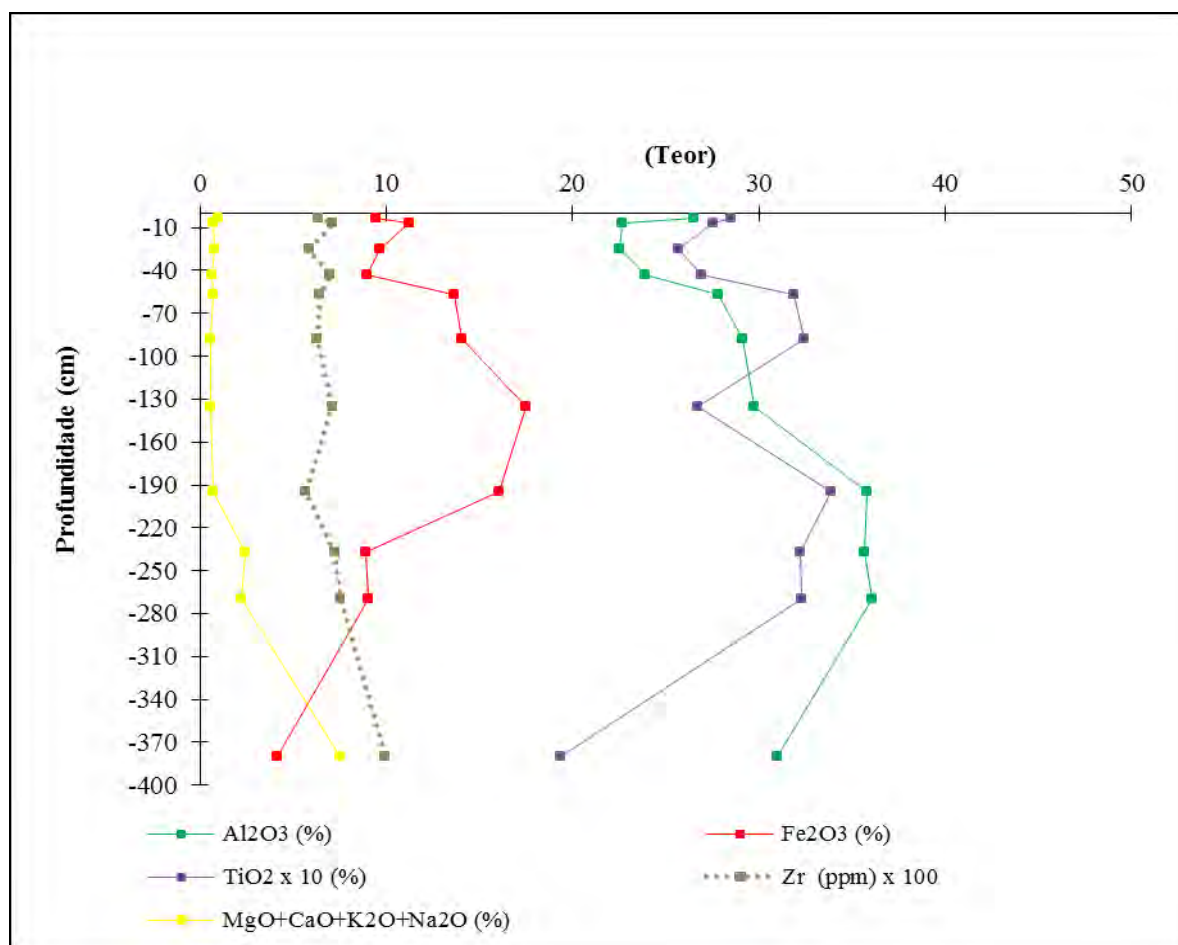 (Teor)
0 10 20 30 40 50
Profundidade (cm)
-10
-40
-70
-100
-130
-160
-190
-220
-250
-280
-310
-340
-370
-400
Al2O3 (%) Fe2O3 (%)
TiO2 x 10 (%) Zr (ppm) x 100
MgO+CaO+K2O+Na2O (%)